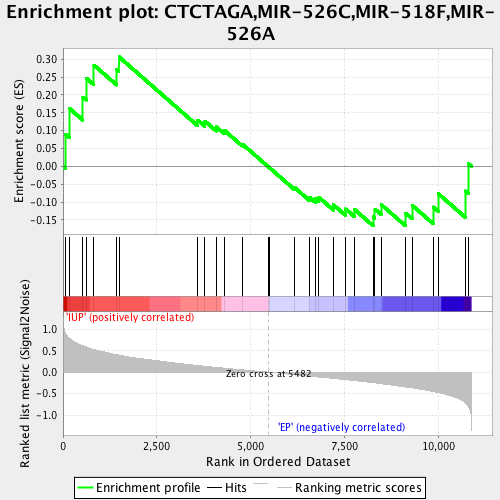 Enrichment plot: CTCTAGA,MIR-526C,MIR-518F,MIR-
526A
Enrichment score (ES)
0.30
0.25
0.20
0.15
0.10
0.05
0.00
-0.05
-0.10
-0.15
'IUP' (positively correlated)
Ranked list metric (Signal2Noise)
1.0
0.5
0.0
-0.5
-1.0
Zero cross at 5482
'EP' (negatively correlated)
0
2,500
5,000
7,500
10,000
Rank in Ordered Dataset
Enrichment profile
Hits
Ranking metric scores